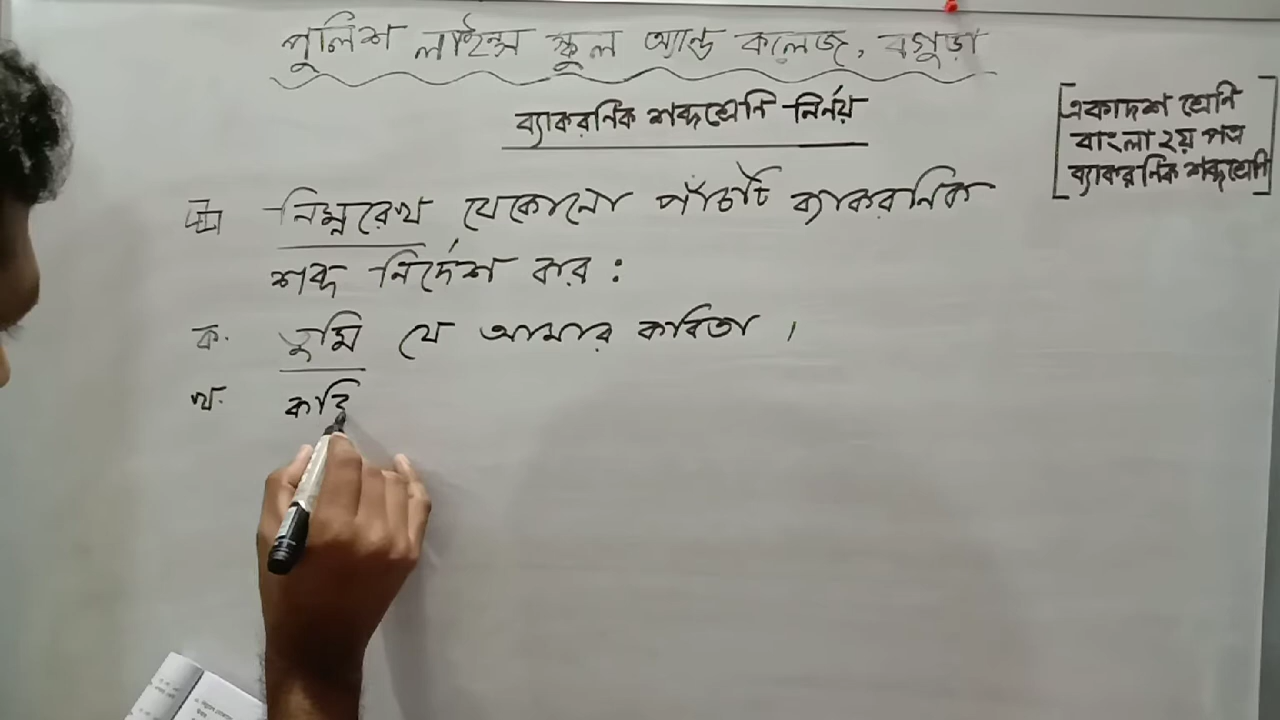 পুলিশ লাইন্স স্কুল অ্যান্ড কলেজ, বগুড়া
ব্যাকরণিক শব্দশ্রেণি নির্ণয়
একাদশ শ্রেণি
বাংলা ২য় পত্র
ব্যাকরণিক শব্দশ্রেণি
নিম্নরেখ যেকোনো পাঁচটি ব্যাকরণিক
শব্দ নির্দেশ কর :
ক. তুমি যে আমার কবিতা ।
খ.